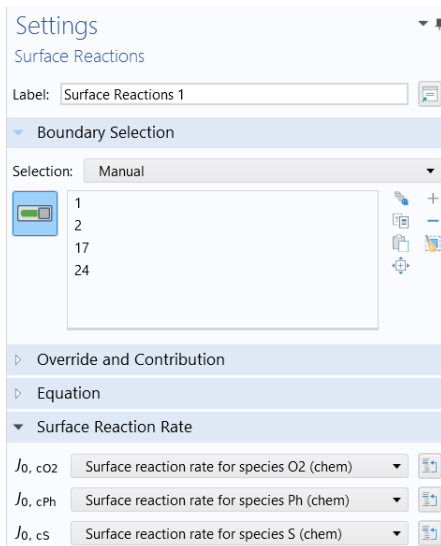 Settings
Surface Reactions
Label: Surface Reactions 1
Boundary Selection
Selection: Manual
1
2
17
24
Override and Contribution
Equation
Surface Reaction Rate
J0, cO2 Surface reaction rate for species O2 (chem)
J0, cPh Surface reaction rate for species Ph (chem)
J0, cS Surface reaction rate for species S (chem)